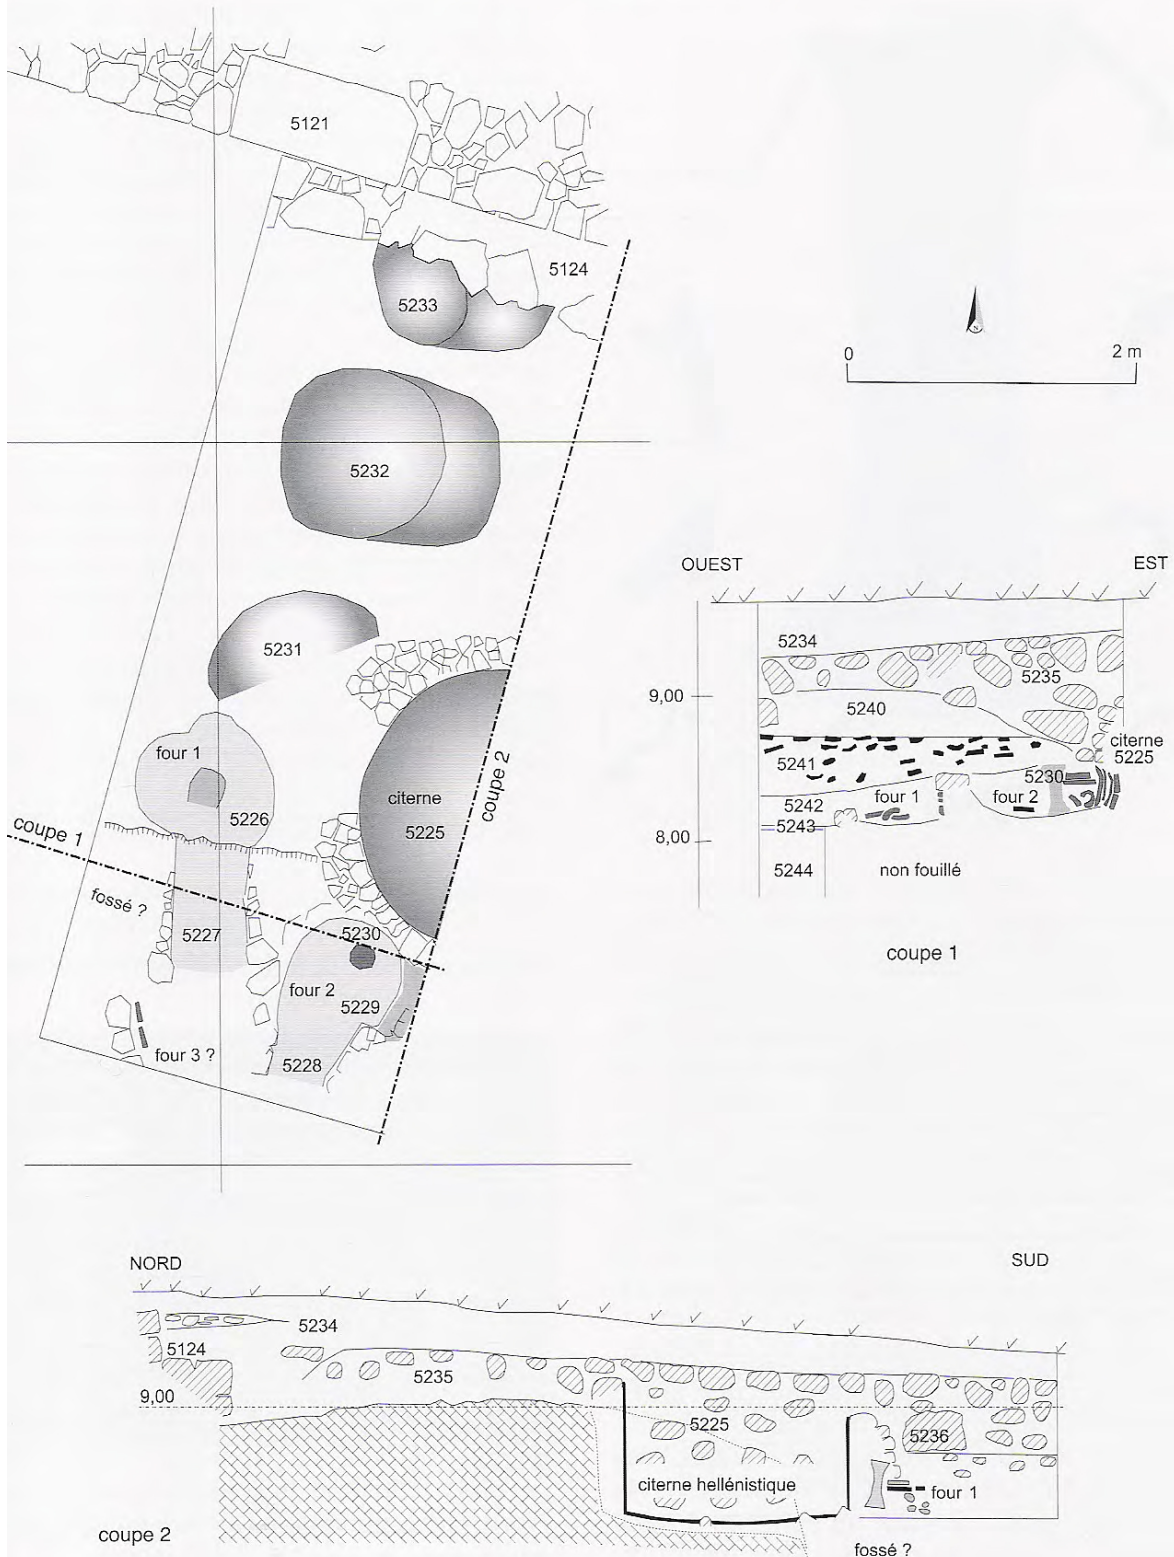 5121
5124
5233
N
0 2 m
5232
OUEST EST
5234
5231
5235
9,00
5240
four 1
citerne
5225
5241
5230
citerne
5225
coupe 2
5242
four 1
four 2
5226
5243
8,00
coupe 1
5244
non fouillé
fossé ?
5227
5230
coupe 1
four 2
5229
four 3 ?
5228
NORD SUD
5234
5124
5235
9,00
5225
5236
citerne hellénistique
four 1
coupe 2
fossé ?